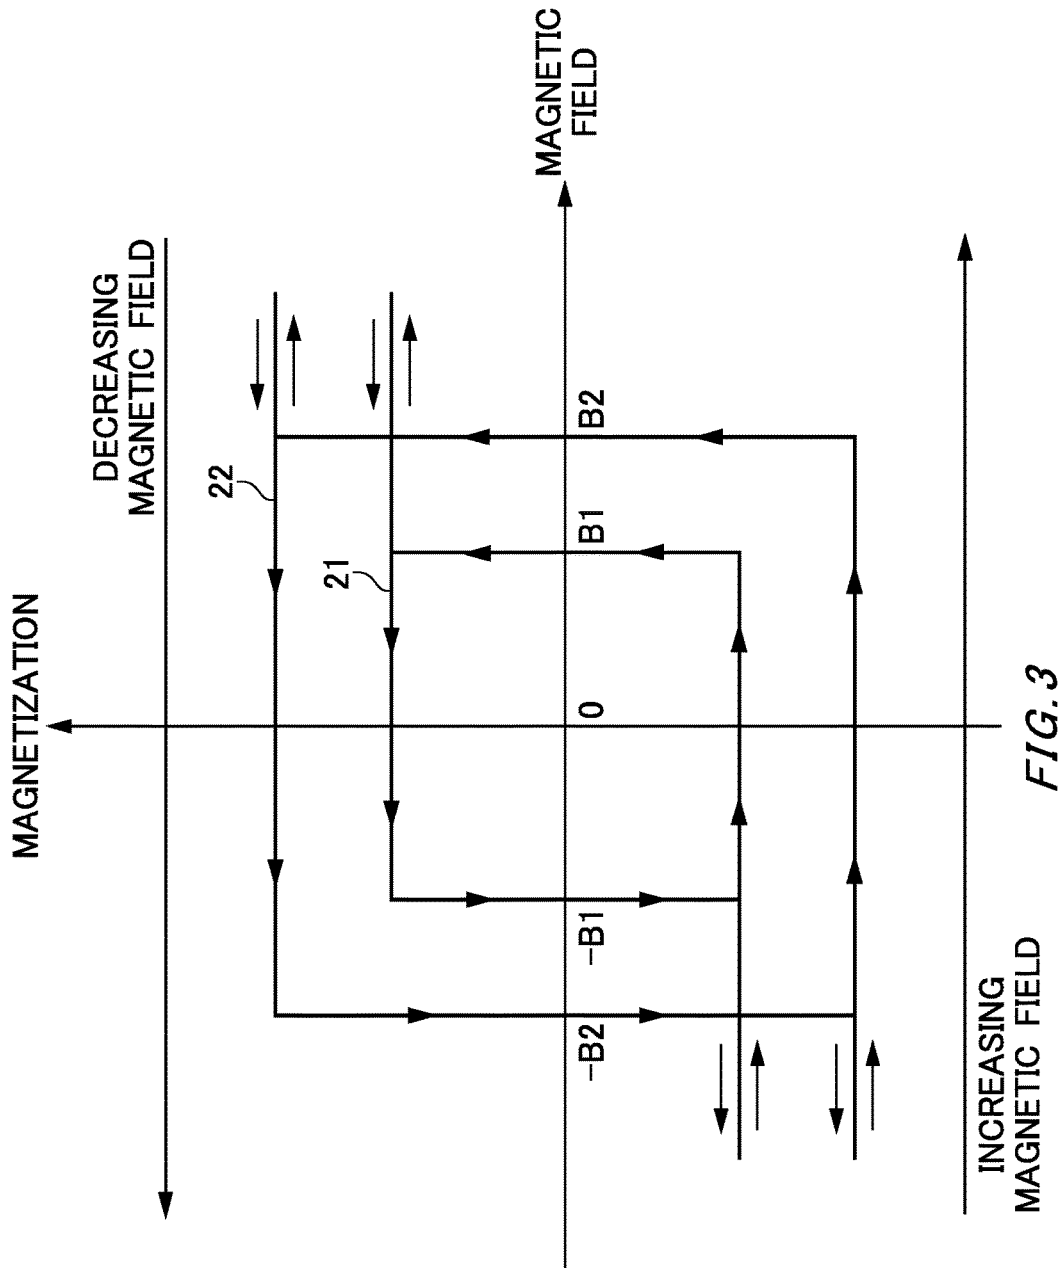 MAGNETIZATION
DECREASING
MAGNETIC FIELD
22
21
MAGNETIC
FIELD
-B2
-B1
0
B1
B2
INCREASING
MAGNETIC FIELD
FIG. 3